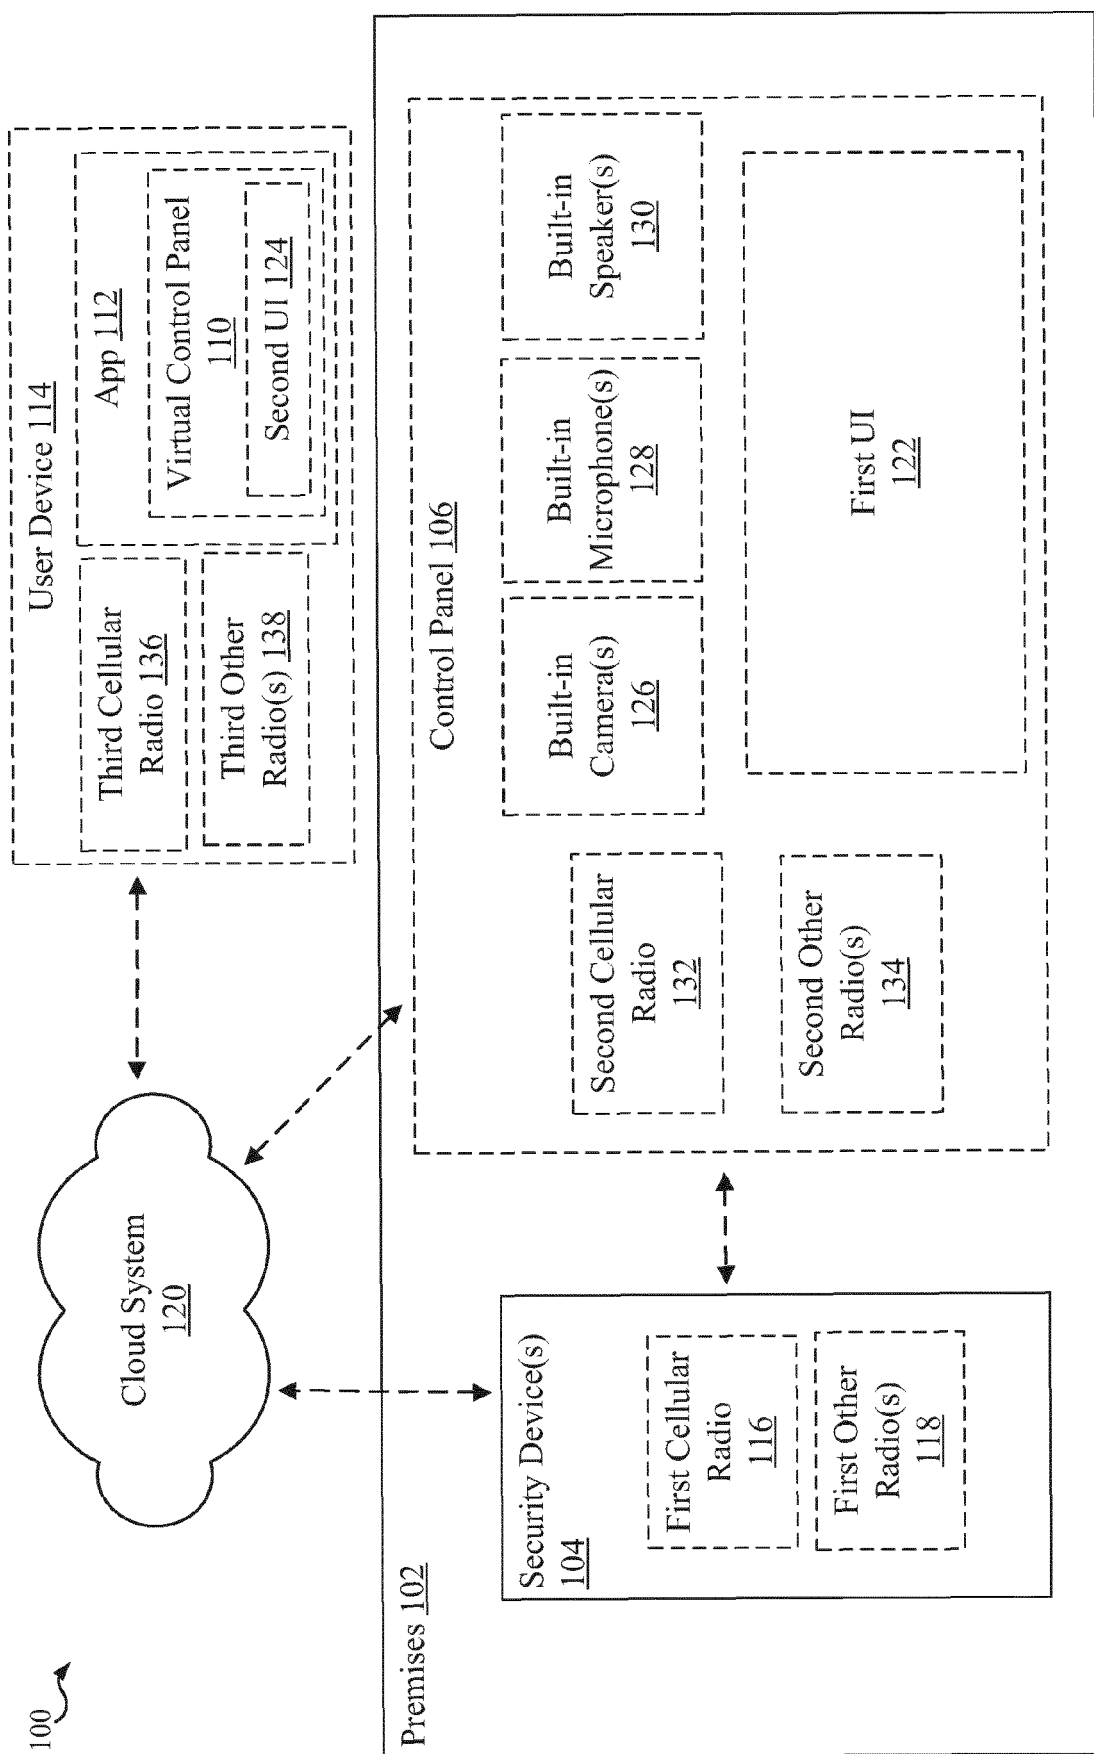 100
Cloud System
120
User Device 114
Third Cellular
Radio 136
Third Other
Radio(s) 138
App 112
Virtual Control Panel
110
Second UI 124
Premises 102
Security Device(s)
104
First Cellular
Radio
116
First Other
Radio(s)
118
Control Panel 106
Second Cellular
Radio
132
Second Other
Radio(s)
134
Built-in
Camera(s)
126
Built-in
Microphone(s)
128
Built-in
Speaker(s)
130
First UI
122